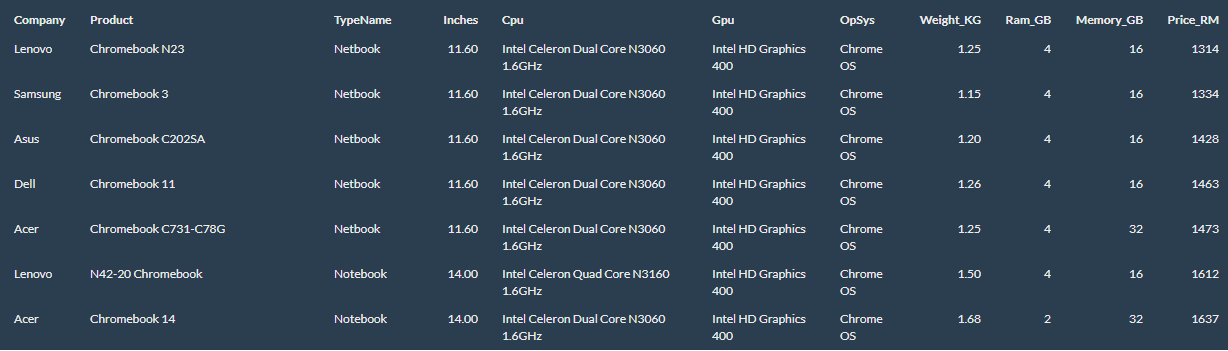 Company Product TypeName Inches Cpu Gpu OpSys Weight_KG Ram_GB Memory_GB Price_RM
Lenovo Chromebook N23 Netbook 11.60 Intel Celeron Dual Core N3060 Intel HD Graphics Chrome 1.25 4 16 1314
1.6GHz 400 OS
Samsung Chromebook 3 Netbook 11.60 Intel Celeron Dual Core N3060 Intel HD Graphics Chrome 1.15 4 16 1334
1.6GHz 400 OS
Asus Chromebook C202SA Netbook 11.60 Intel Celeron Dual Core N3060 Intel HD Graphics Chrome 1.20 4 16 1428
1.6GHz 400 OS
Dell Chromebook 11 Netbook 11.60 Intel Celeron Dual Core N3060 Intel HD Graphics Chrome 1.26 4 16 1463
1.6GHz 400 OS
Acer Chromebook C731-C78G Netbook 11.60 Intel Celeron Dual Core N3060 Intel HD Graphics Chrome 1.25 4 32 1473
1.6GHz 400 OS
Lenovo N42-20 Chromebook Notebook 14.00 Intel Celeron Quad Core N3160 Intel HD Graphics Chrome 1.50 4 16 1612
1.6GHz 400 OS
Acer Chromebook 14 Notebook 14.00 Intel Celeron Dual Core N3060 Intel HD Graphics Chrome 1.68 2 32 1637
1.6GHz 400 OS